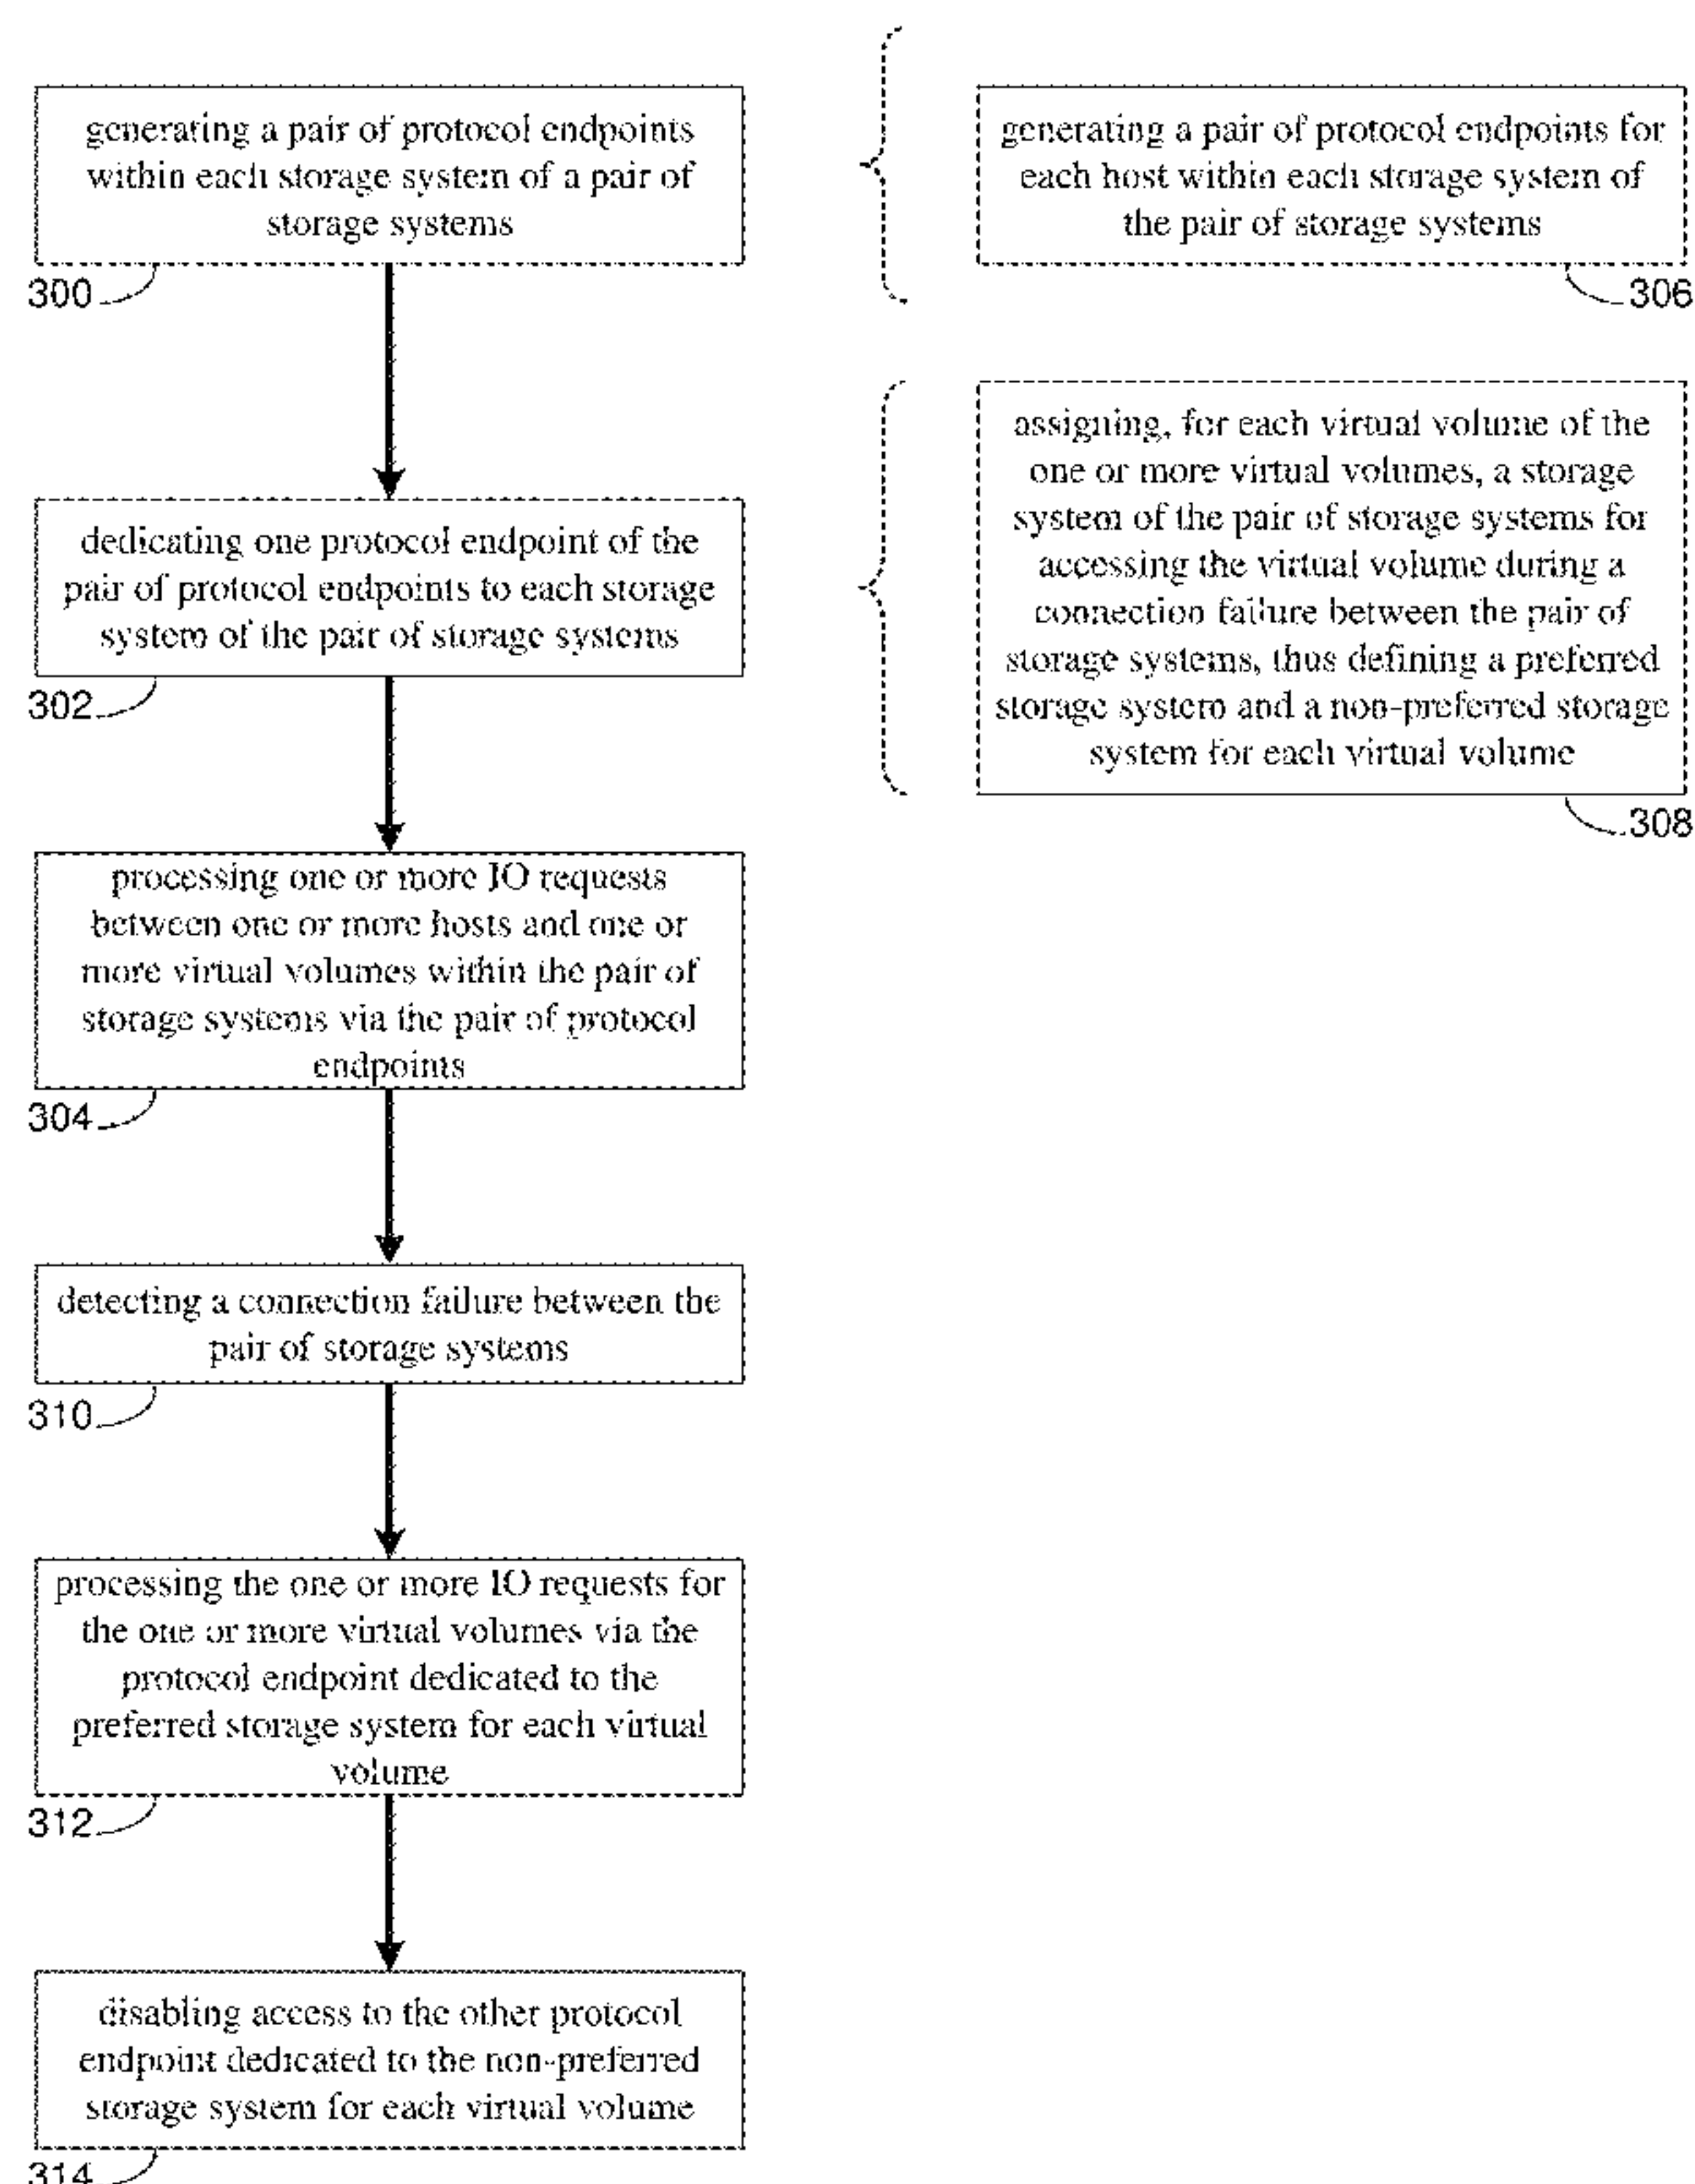 generating a pair of protocol endpoints
within each storage system of a pair of
storage systems
300
generating a pair of protocol endpoints for
each host within each storage system of
the pair of storage systems
306
dedicating one protocol endpoint of the
pair of protocol endpoints to each storage
system of the pair of storage systems
302
assigning, for each virtual volume of the
one or more virtual volumes, a storage
system of the pair of storage systems for
accessing the virtual volume during a
connection failure between the pair of
storage systems, thus defining a preferred
storage system and a non-preferred storage
system for each virtual volume
308
processing one or more IO requests
between one or more hosts and one or
more virtual volumes within the pair of
storage systems via the pair of protocol
endpoints
304
detecting a connection failure between the
pair of storage systems
310
processing the one or more IO requests for
the one or more virtual volumes via the
protocol endpoint dedicated to the
preferred storage system for each virtual
volume
312
disabling access to the other protocol
endpoint dedicated to the non-preferred
storage system for each virtual volume
314